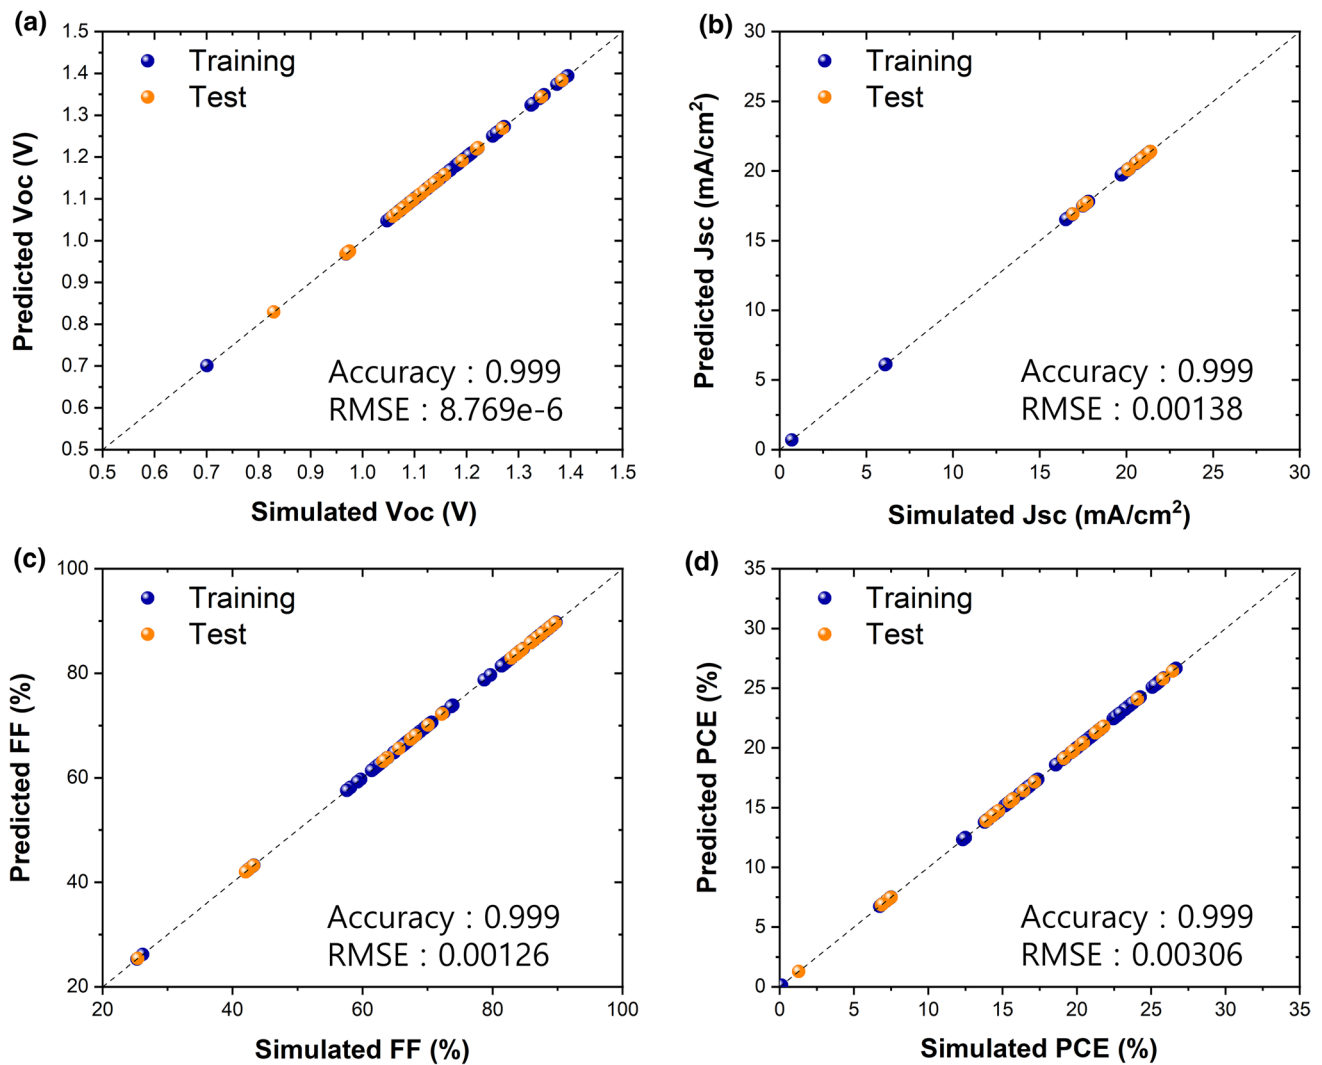 (a)
1.5
1.4
1.3
1.2
1.1
1.0
0.9
0.8
0.7
0.6
0.5
Predicted Voc (V)
Training
Test
Accuracy : 0.999
RMSE : 8.769e-6
0.5 0.6 0.7 0.8 0.9 1.0 1.1 1.2 1.3 1.4 1.5
Simulated Voc (V)
(b)
30
25
20
15
10
5
0
Predicted Jsc (mA/cm²)
Training
Test
Accuracy : 0.999
RMSE : 0.00138
0 5 10 15 20 25 30
Simulated Jsc (mA/cm²)
(c)
100
80
60
40
20
Predicted FF (%)
Training
Test
Accuracy : 0.999
RMSE : 0.00126
20 40 60 80 100
Simulated FF (%)
(d)
35
30
25
20
15
10
5
0
Predicted PCE (%)
Training
Test
Accuracy : 0.999
RMSE : 0.00306
0 5 10 15 20 25 30 35
Simulated PCE (%)